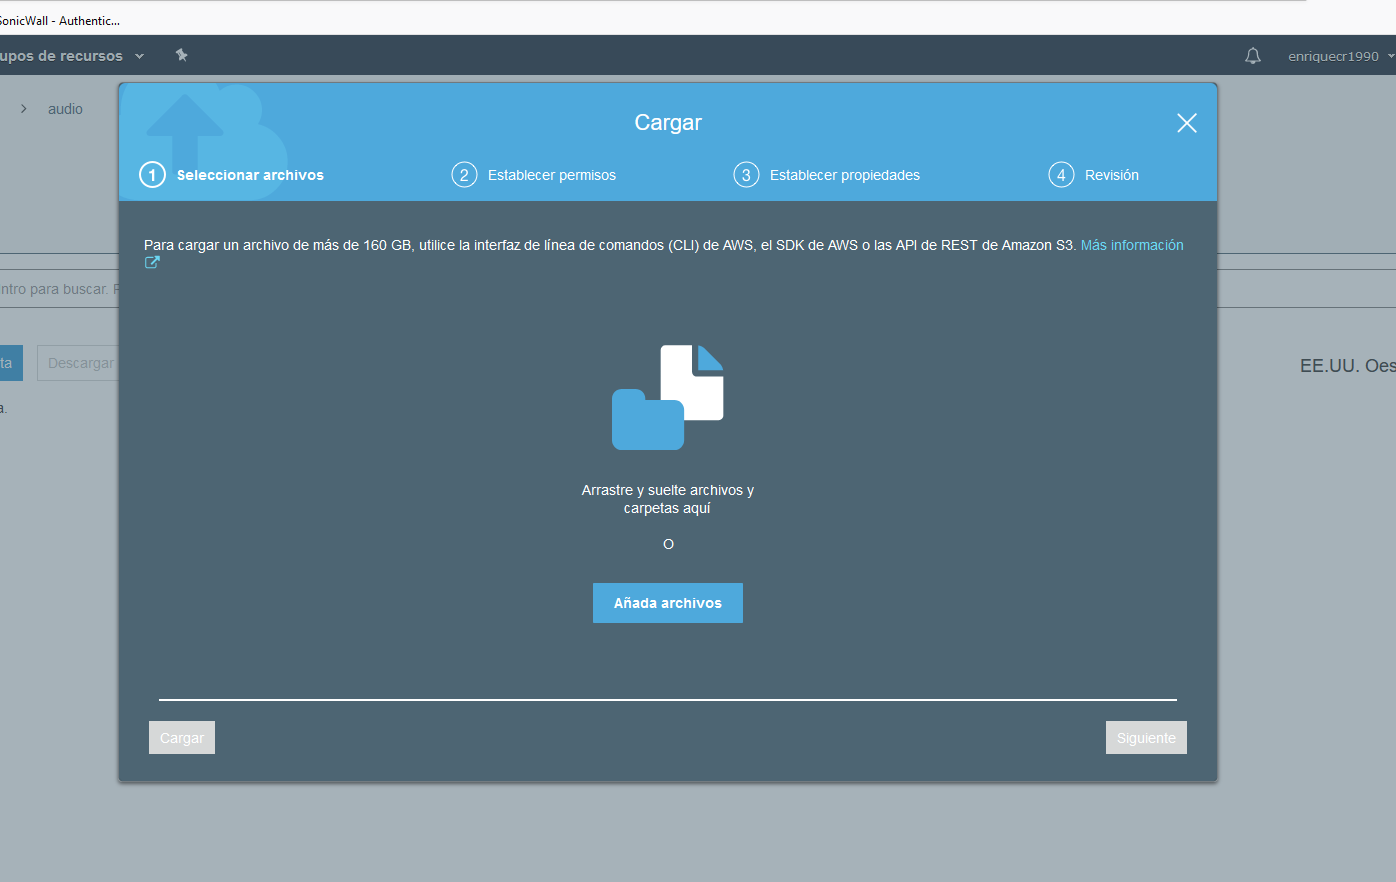 SonicWall - Authentic...
upos de recursos
enriquecr1990
audio
Cargar
1 Seleccionar archivos
2 Establecer permisos
3 Establecer propiedades
4 Revisión
Para cargar un archivo de más de 160 GB, utilice la interfaz de línea de comandos (CLI) de AWS, el SDK de AWS o las API de REST de Amazon S3. Más información
ntro para buscar. P
ta
Descargar
EE.UU. Oes
a.
Arrastre y suelte archivos y
carpetas aquí
O
Añada archivos
Cargar
Siguiente